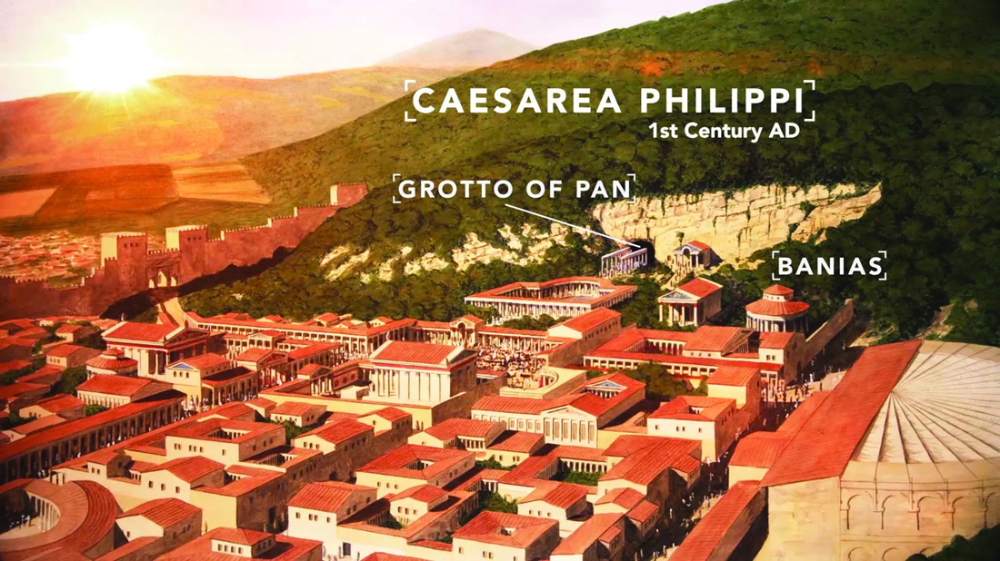 CAESAREA PHILIPPI
1st Century AD
GROTTO OF PAN
BANIAS